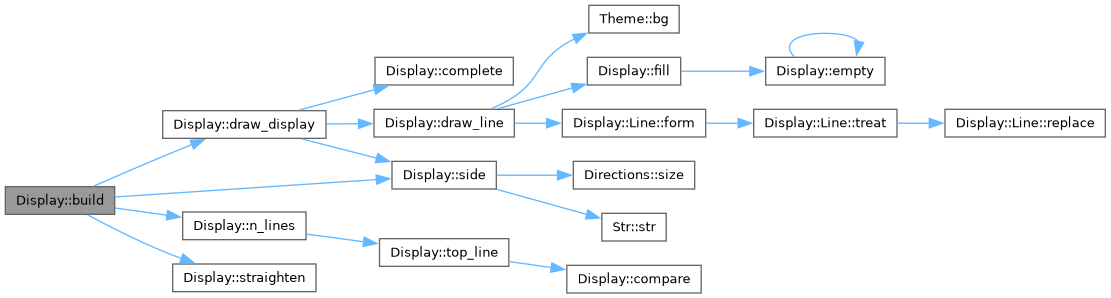 Theme::bg
Display::complete
Display::fill
Display::empty
Display::draw_display
Display::draw_line
Display::Line::form
Display::Line::treat
Display::Line::replace
Display::side
Directions::size
Display::build
Display::n_lines
Str::str
Display::top_line
Display::straighten
Display::compare